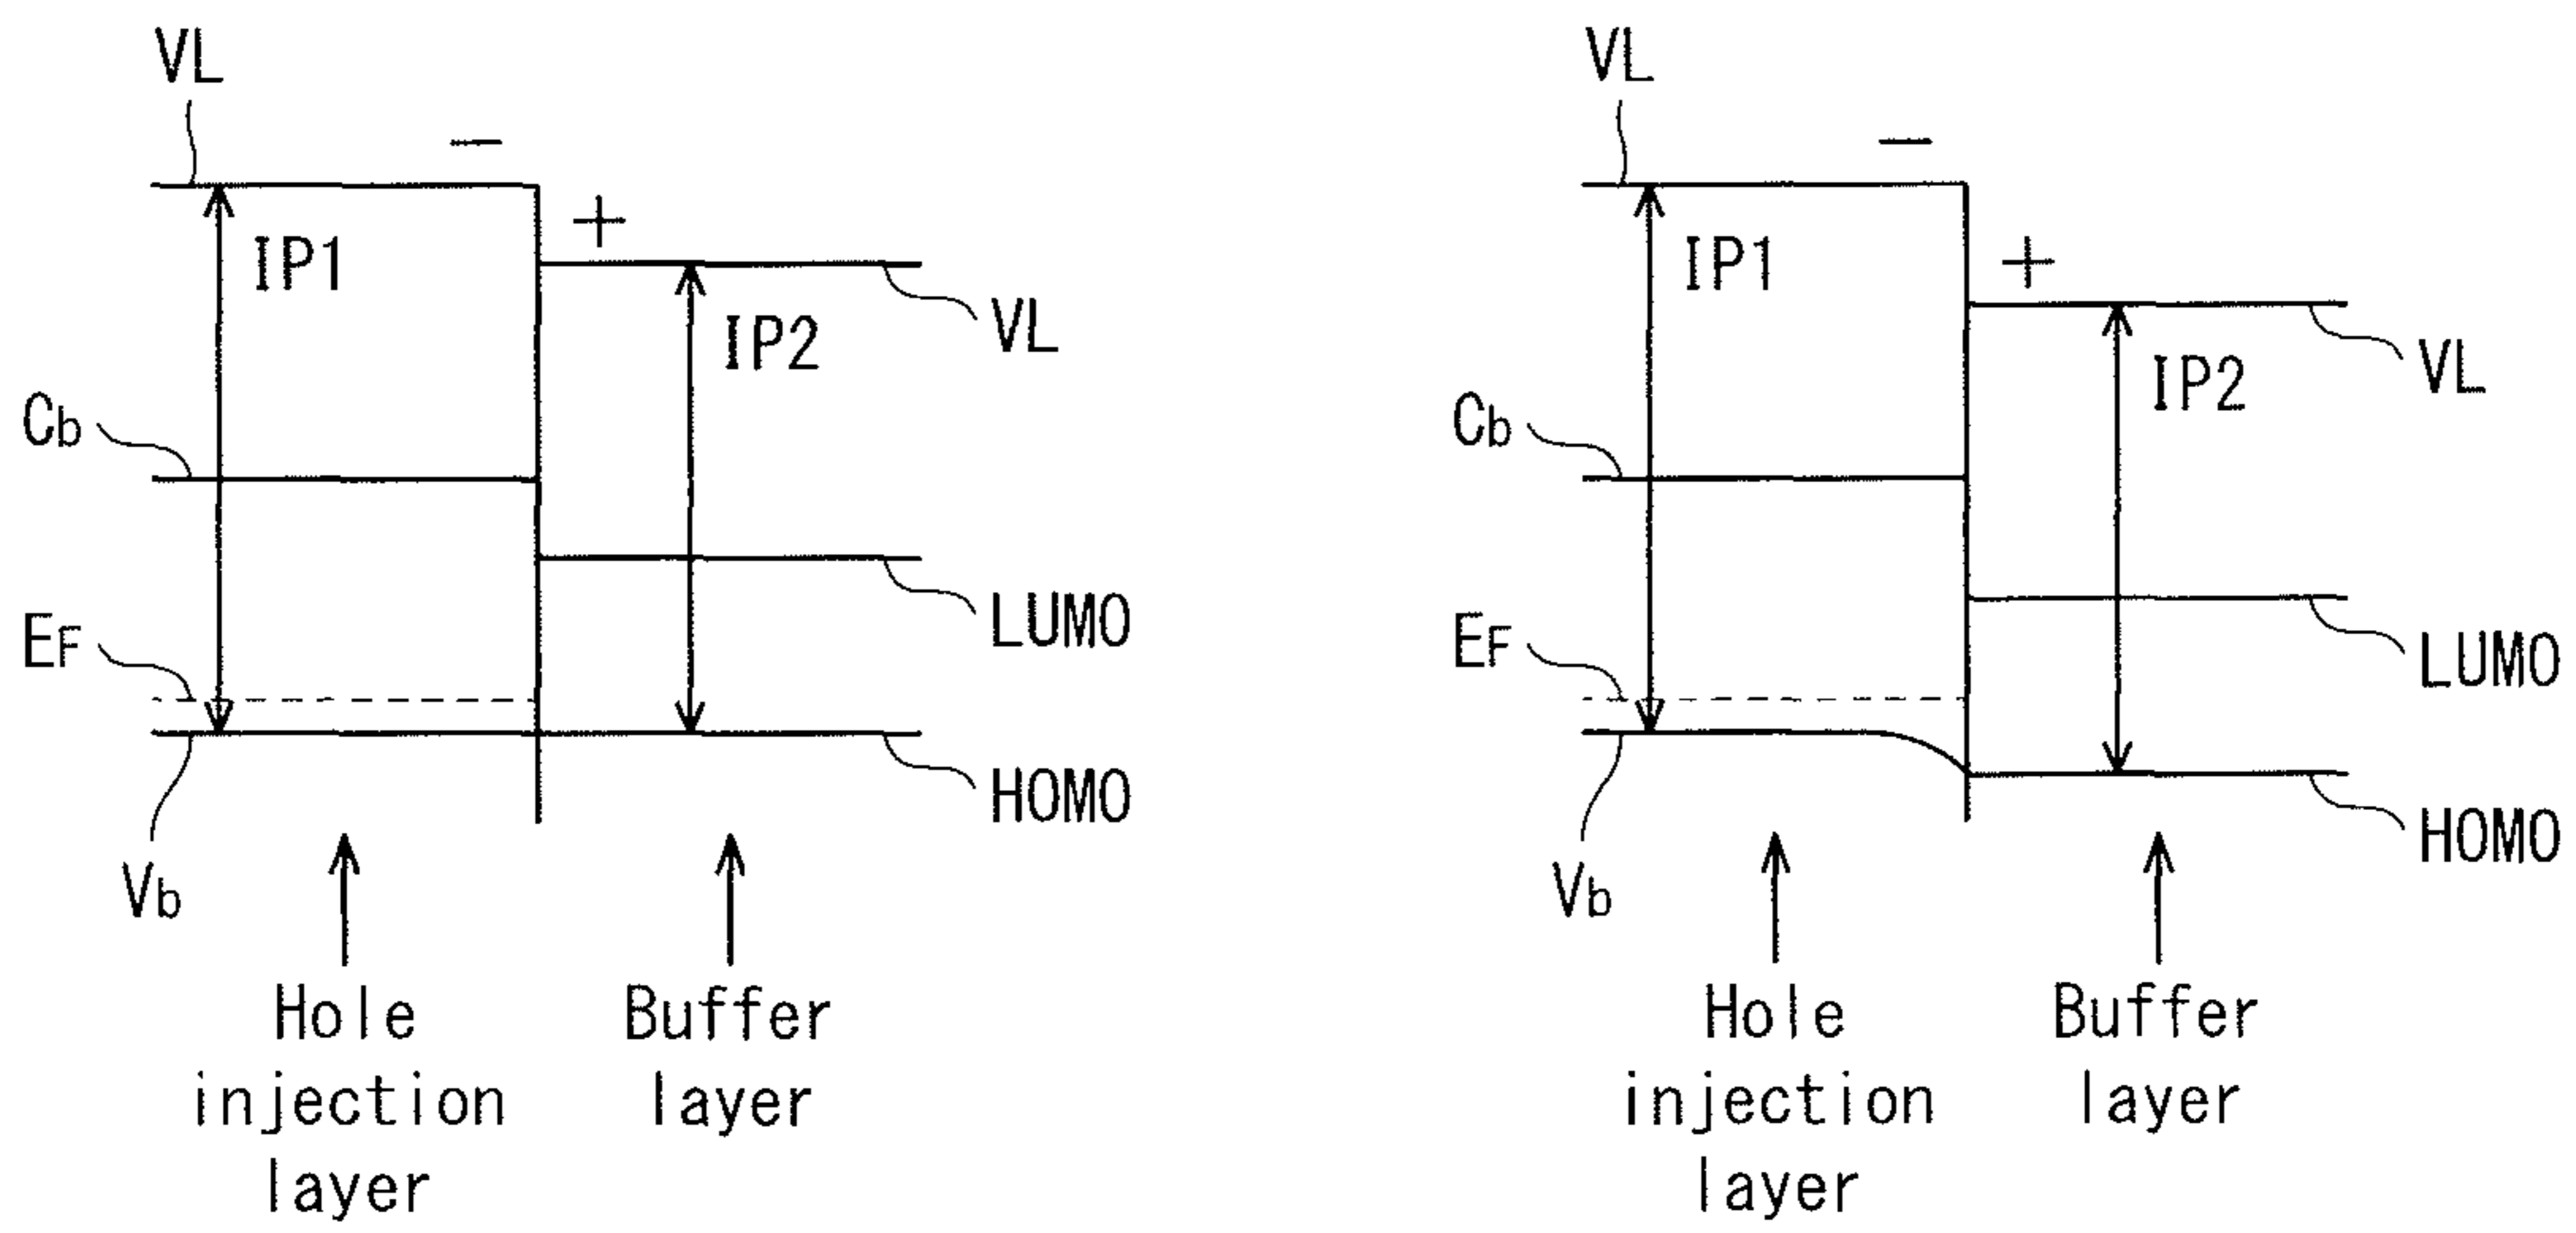 VL
−
+
IP1
IP2
VL
Cb
LUMO
EF
HOMO
Vb
Hole
injection
layer
Buffer
layer
VL
−
+
IP1
IP2
VL
Cb
LUMO
EF
HOMO
Vb
Hole
injection
layer
Buffer
layer